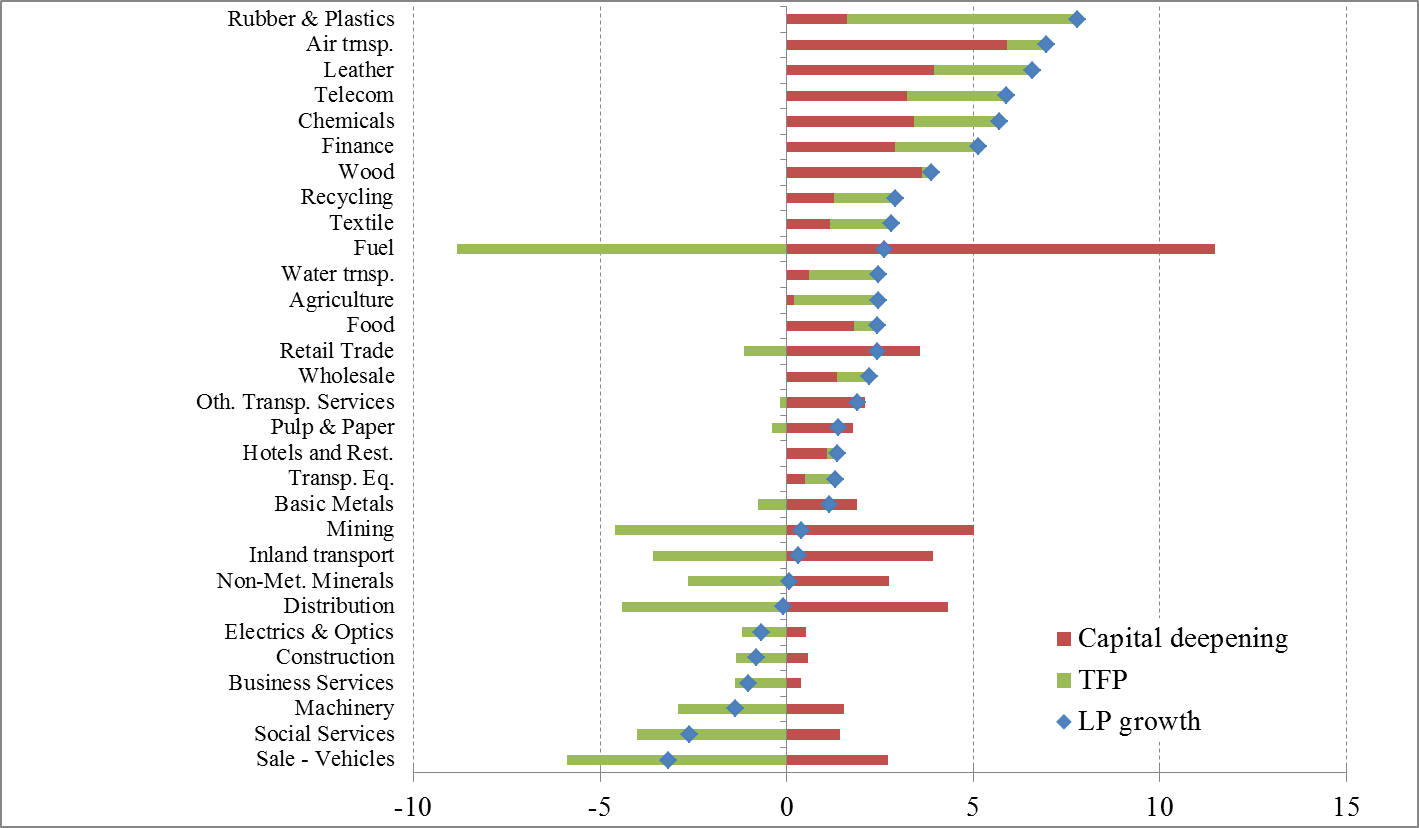 Rubber & Plastics
Air trnsp.
Leather
Telecom
Chemicals
Finance
Wood
Recycling
Textile
Fuel
Water trnsp.
Agriculture
Food
Retail Trade
Wholesale
Oth. Transp. Services
Pulp & Paper
Hotels and Rest.
Transp. Eq.
Basic Metals
Mining
Inland transport
Non-Met. Minerals
Distribution
Electrics & Optics
Construction
Business Services
Machinery
Social Services
Sale - Vehicles
Capital deepening
TFP
LP growth
-10 -5 0 5 10 15